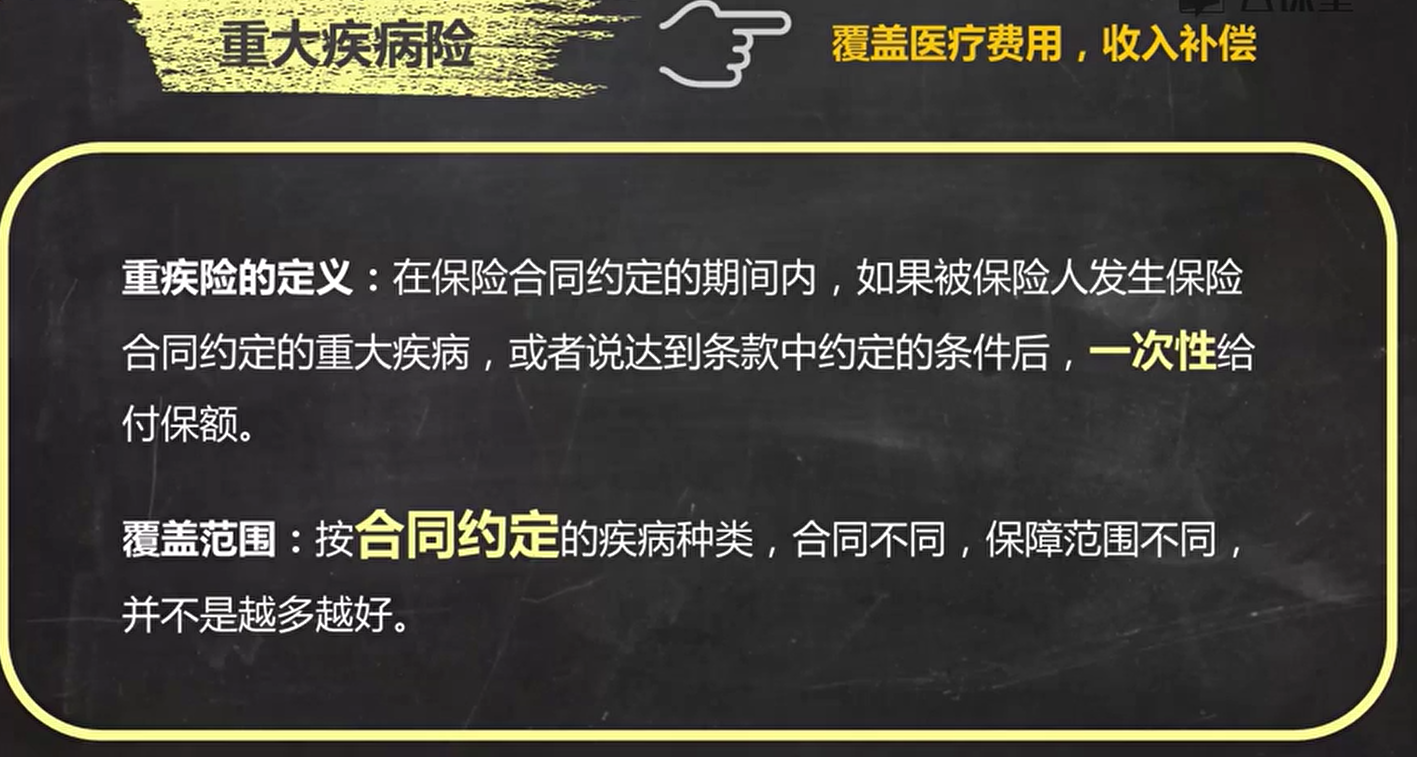 重大疾病险
覆盖医疗费用，收入补偿
重疾险的定义：在保险合同约定的期间内，如果被保险人发生保险
合同约定的重大疾病，或者说达到条款中约定的条件后，一次性给
付保额。
覆盖范围：按合同约定的疾病种类，合同不同，保障范围不同，
并不是越多越好。